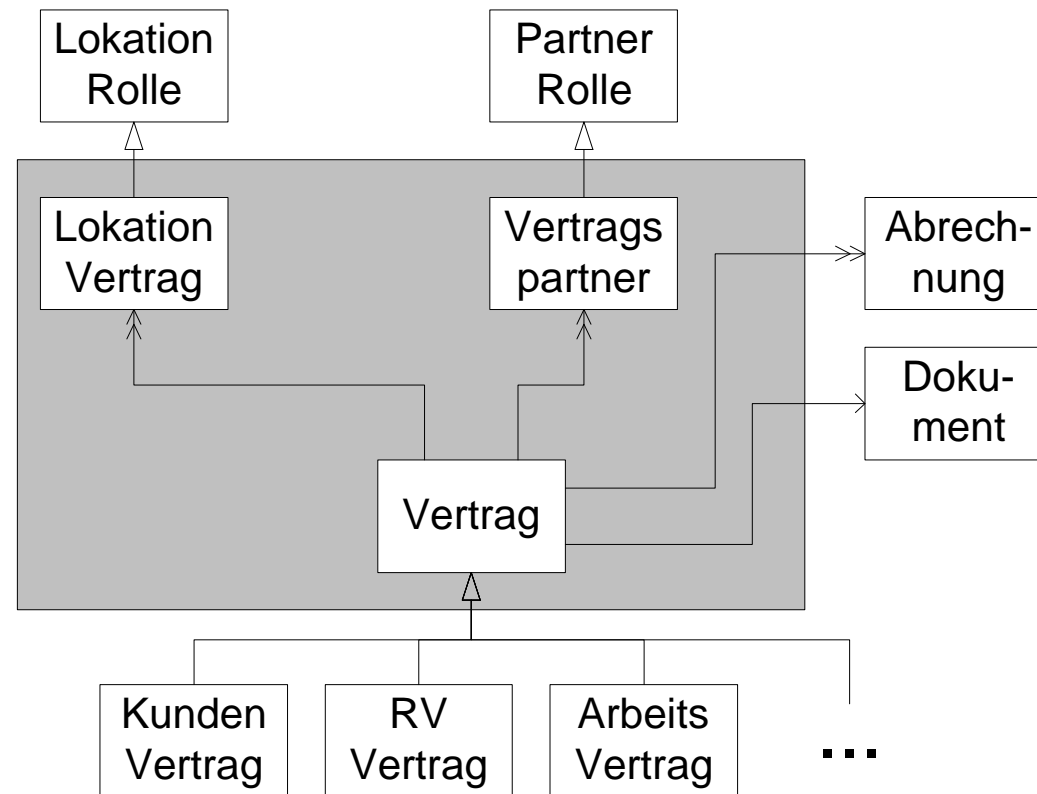 Lokation
Rolle
Partner
Rolle
Lokation
Vertrag
Vertrags
partner
Abrech-
nung
Doku-
ment
Vertrag
Kunden
Vertrag
RV
Vertrag
Arbeits
Vertrag
...